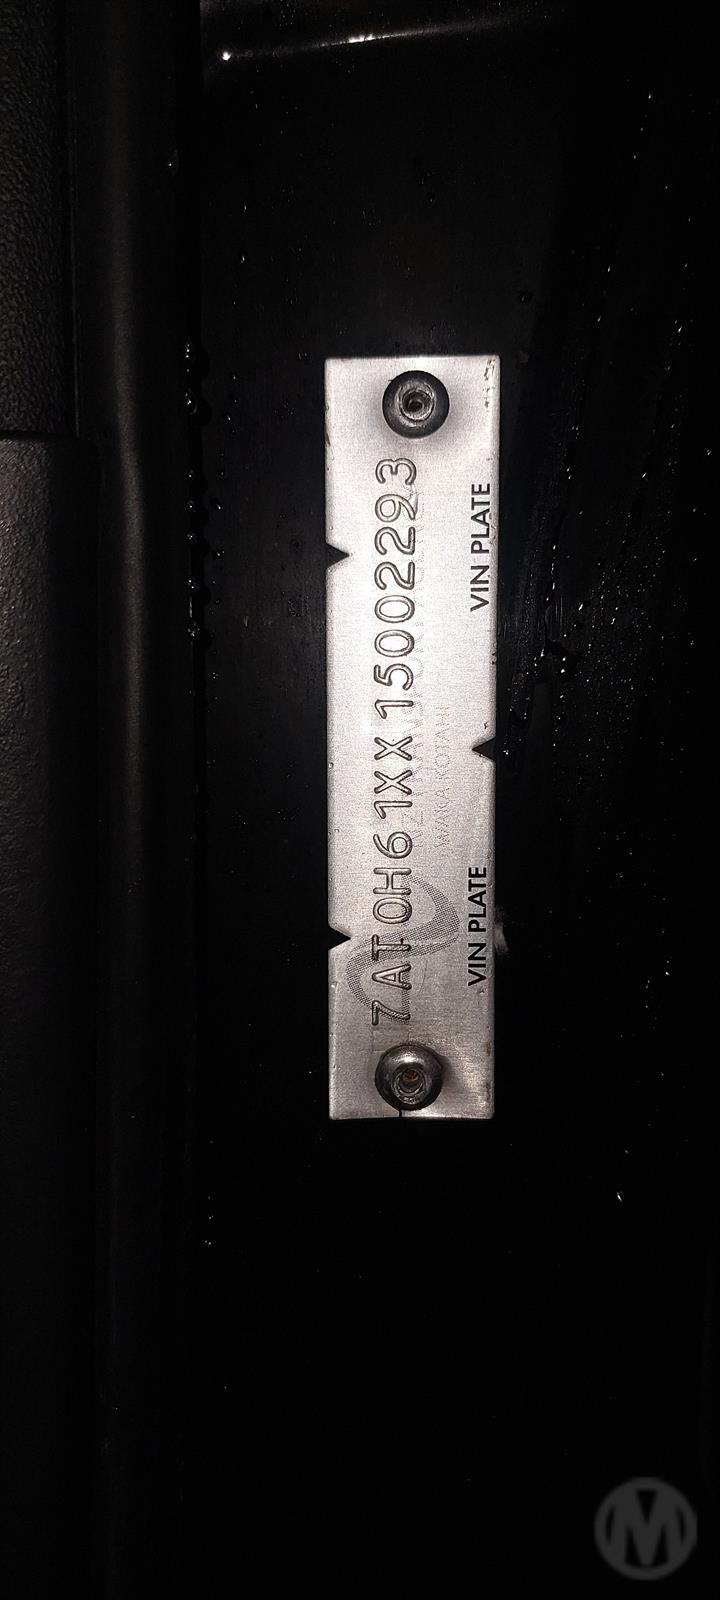 7AT0H61XX15002293
WAKA KOTAHI
VIN PLATE VIN PLATE
M